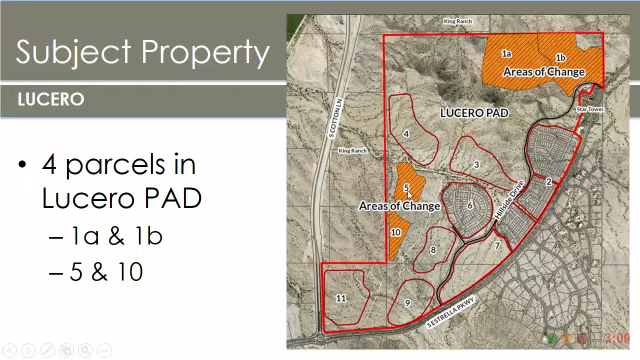 Subject Property
LUCERO
• 4 parcels in
Lucero PAD
– 1a & 1b
– 5 & 10
King Ranch
1a
1b
Areas of Change
Star Tower
LUCERO PAD
S COTTON LN
4
King Ranch
3
5
2
Areas of Change
6
Hillside Drive
10
7
8
11
9
S ESTRELLA PKWY
3:00